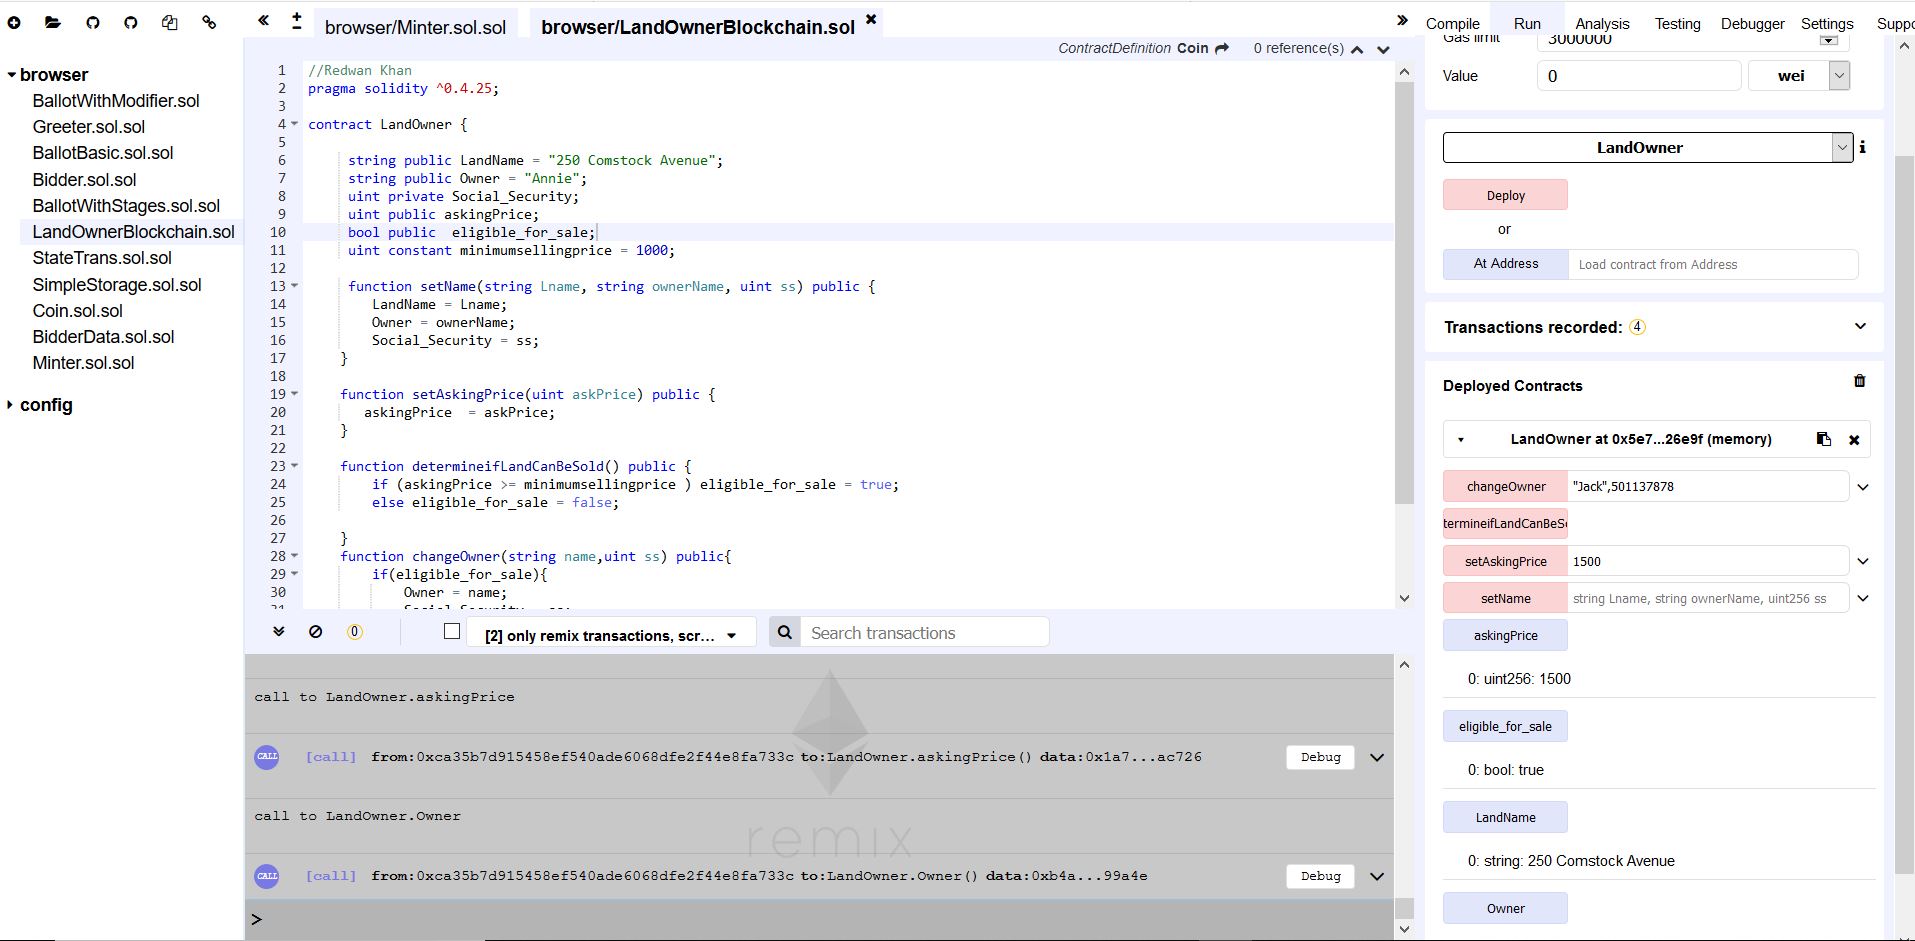 browser/Minter.sol.sol
browser/LandOwnerBlockchain.sol
Compile
Run
Analysis
Testing
Debugger
Settings
ContractDefinition Coin 0 reference(s)
browser
BallotWithModifier.sol
Greeter.sol.sol
BallotBasic.sol.sol
Bidder.sol.sol
BallotWithStages.sol.sol
LandOwnerBlockchain.sol
StateTrans.sol.sol
SimpleStorage.sol.sol
Coin.sol.sol
BidderData.sol.sol
Minter.sol.sol
config
1 //Redwan Khan
2 pragma solidity ^0.4.25;
3
4 contract LandOwner {
5
6 string public LandName = "250 Comstock Avenue";
7 string public Owner = "Annie";
8 uint private Social_Security;
9 uint public askingPrice;
10 bool public  eligible_for_sale;
11 uint constant minimumsellingprice = 1000;
12
13 function setName(string Lname, string ownerName, uint ss) public {
14 LandName = Lname;
15 Owner = ownerName;
16 Social_Security = ss;
17 }
18
19 function setAskingPrice(uint askPrice) public {
20 askingPrice  = askPrice;
21 }
22
23 function determineifLandCanBeSold() public {
24 if (askingPrice >= minimumsellingprice ) eligible_for_sale = true;
25 else eligible_for_sale = false;
26
27 }
28 function changeOwner(string name,uint ss) public{
29 if(eligible_for_sale){
30 Owner = name;
0
[2] only remix transactions, scr...
Search transactions
call to LandOwner.askingPrice
CALL [call] from:0xca35b7d915458ef540ade6068dfe2f44e8fa733c to:LandOwner.askingPrice() data:0x1a7...ac726 Debug
call to LandOwner.Owner
remix
CALL [call] from:0xca35b7d915458ef540ade6068dfe2f44e8fa733c to:LandOwner.Owner() data:0xb4a...99a4e Debug
>
Gas limit 3000000
Value 0 wei
LandOwner
Deploy
or
At Address Load contract from Address
Transactions recorded: 4
Deployed Contracts
LandOwner at 0x5e7...26e9f (memory)
changeOwner "Jack",501137878
termineifLandCanBeSo
setAskingPrice 1500
setName string Lname, string ownerName, uint256 ss
askingPrice
0: uint256: 1500
eligible_for_sale
0: bool: true
LandName
0: string: 250 Comstock Avenue
Owner